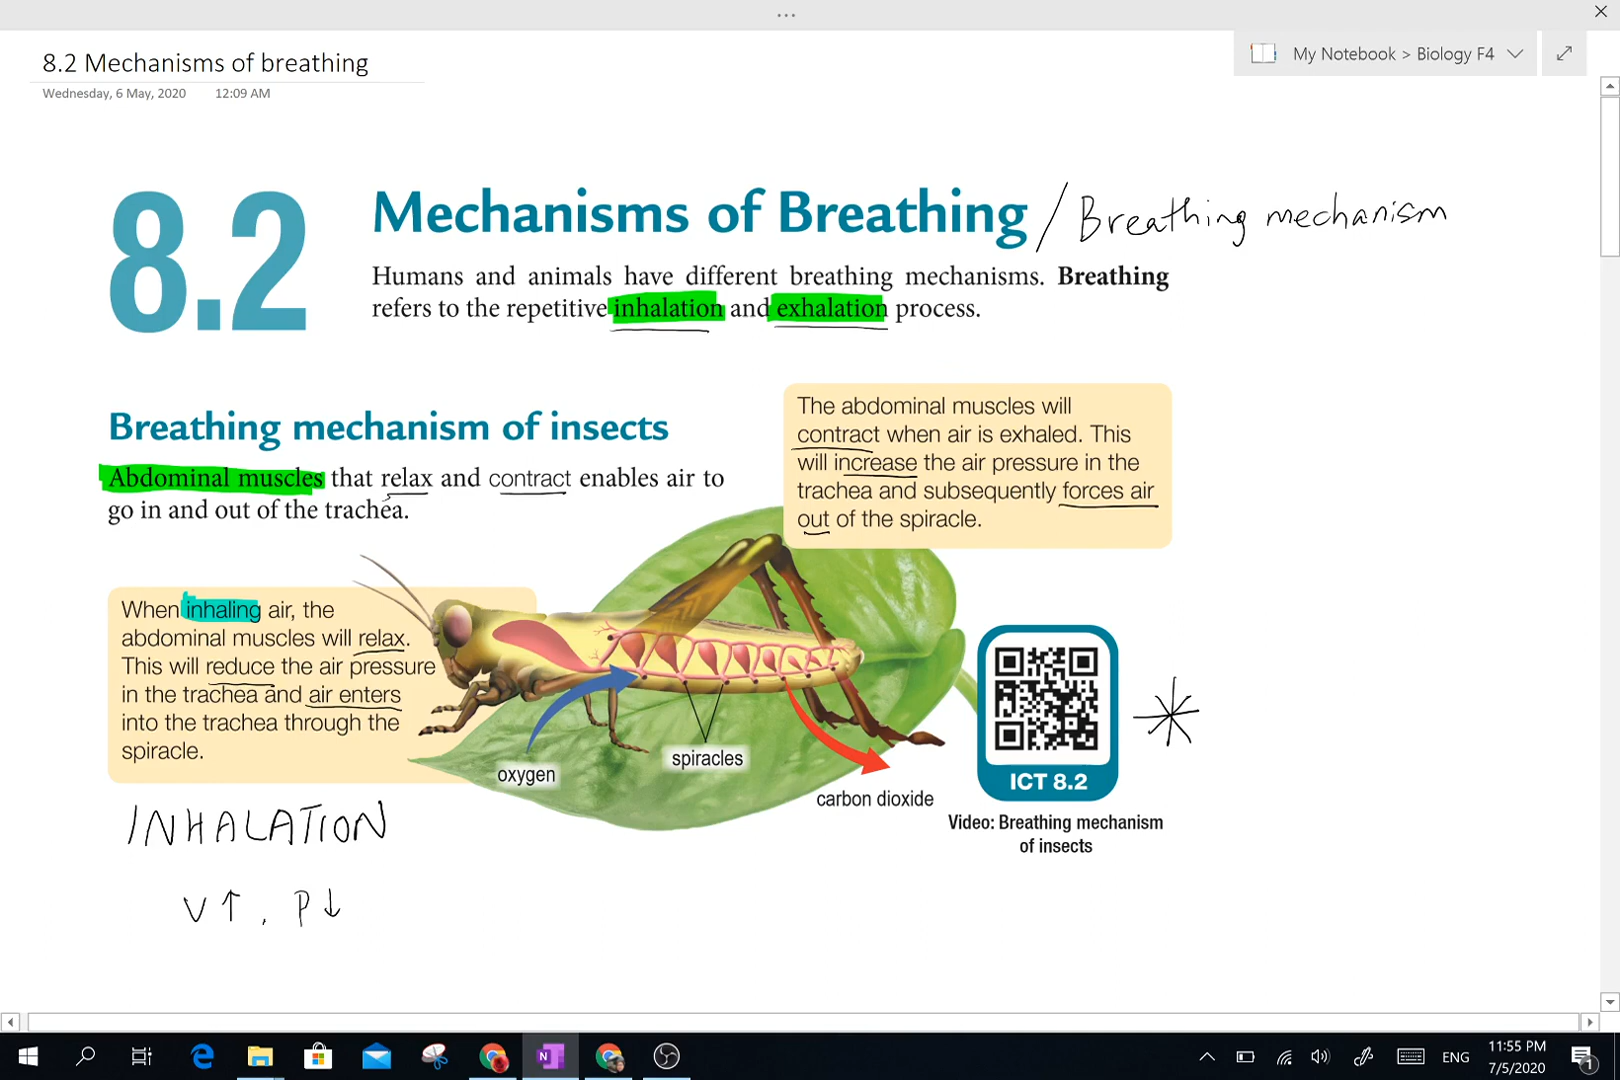 8.2 Mechanisms of breathing
Wednesday, 6 May, 2020 12:09 AM
My Notebook > Biology F4
8.2
Mechanisms of Breathing / Breathing mechanism
Humans and animals have different breathing mechanisms. Breathing
refers to the repetitive inhalation and exhalation process.
Breathing mechanism of insects
Abdominal muscles that relax and contract enables air to
go in and out of the trachea.
The abdominal muscles will
contract when air is exhaled. This
will increase the air pressure in the
trachea and subsequently forces air
out of the spiracle.
When inhaling air, the
abdominal muscles will relax.
This will reduce the air pressure
in the trachea and air enters
into the trachea through the
spiracle.
oxygen
spiracles
carbon dioxide
ICT 8.2
Video: Breathing mechanism
of insects
INHALATION
V↑, P↓
ENG
11:55 PM
7/5/2020
1